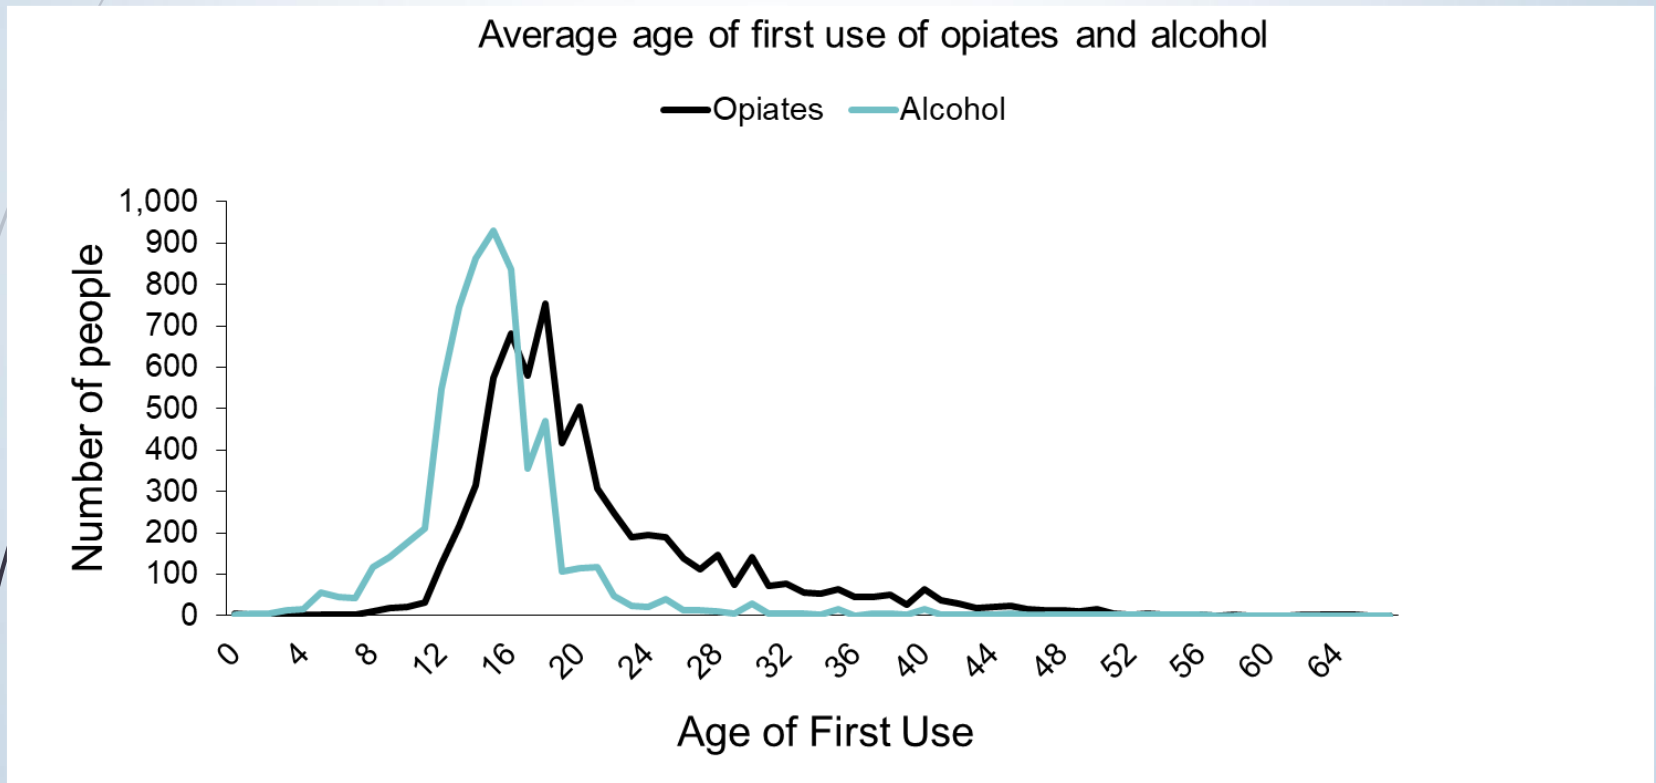 Average age of first use of opiates and alcohol
Opiates Alcohol
1,000
900
800
700
600
500
400
300
200
100
0
Number of people
0 4 8 12 16 20 24 28 32 36 40 44 48 52 56 60 64
Age of First Use